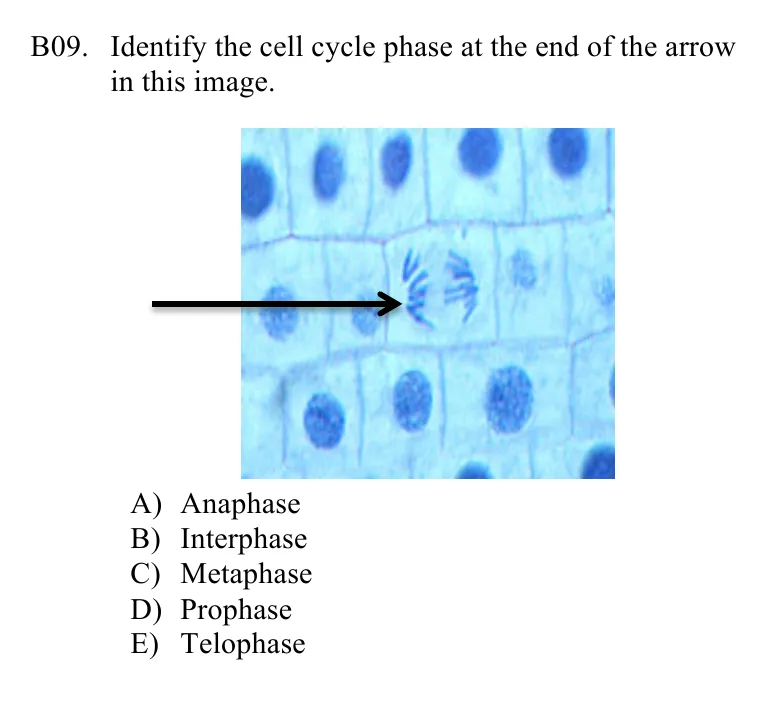 B09. Identify the cell cycle phase at the end of the arrow
in this image.
A) Anaphase
B) Interphase
C) Metaphase
D) Prophase
E) Telophase